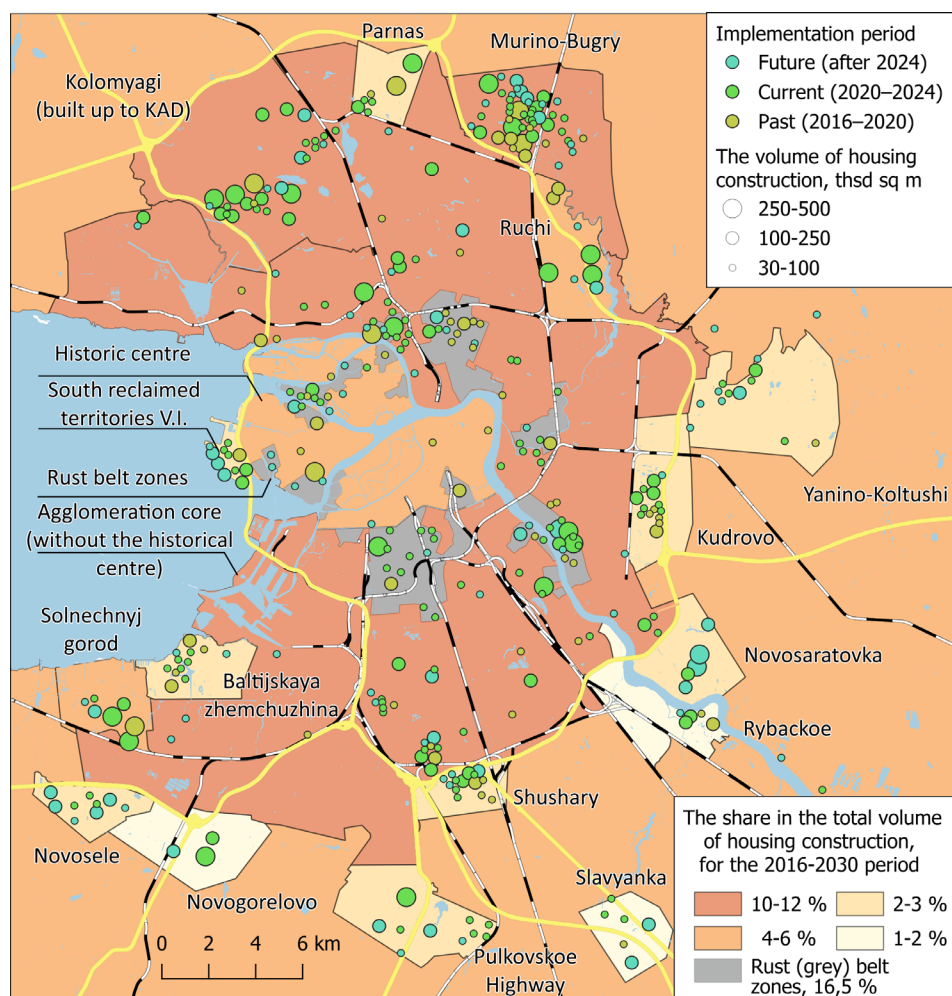 Parnas
Murino-Bugry
Kolomyagi
(built up to KAD)
Implementation period
Future (after 2024)
Current (2020–2024)
Past (2016–2020)
The volume of housing
construction, thsd sq m
250-500
100-250
30-100
Ruchi
Historic centre
South reclaimed
territories V.I.
Rust belt zones
Agglomeration core
(without the historical
centre)
Yanino-Koltushi
Kudrovo
Solnechnyj
gorod
Baltijskaya
zhemchuzhina
Novosaratovka
Rybackoe
Shushary
Novosele
Novogorelovo
Slavyanka
Pulkovskoe
Highway
0 2 4 6 km
The share in the total volume
of housing construction,
for the 2016-2030 period
10-12 %
2-3 %
4-6 %
1-2 %
Rust (grey) belt
zones, 16,5 %